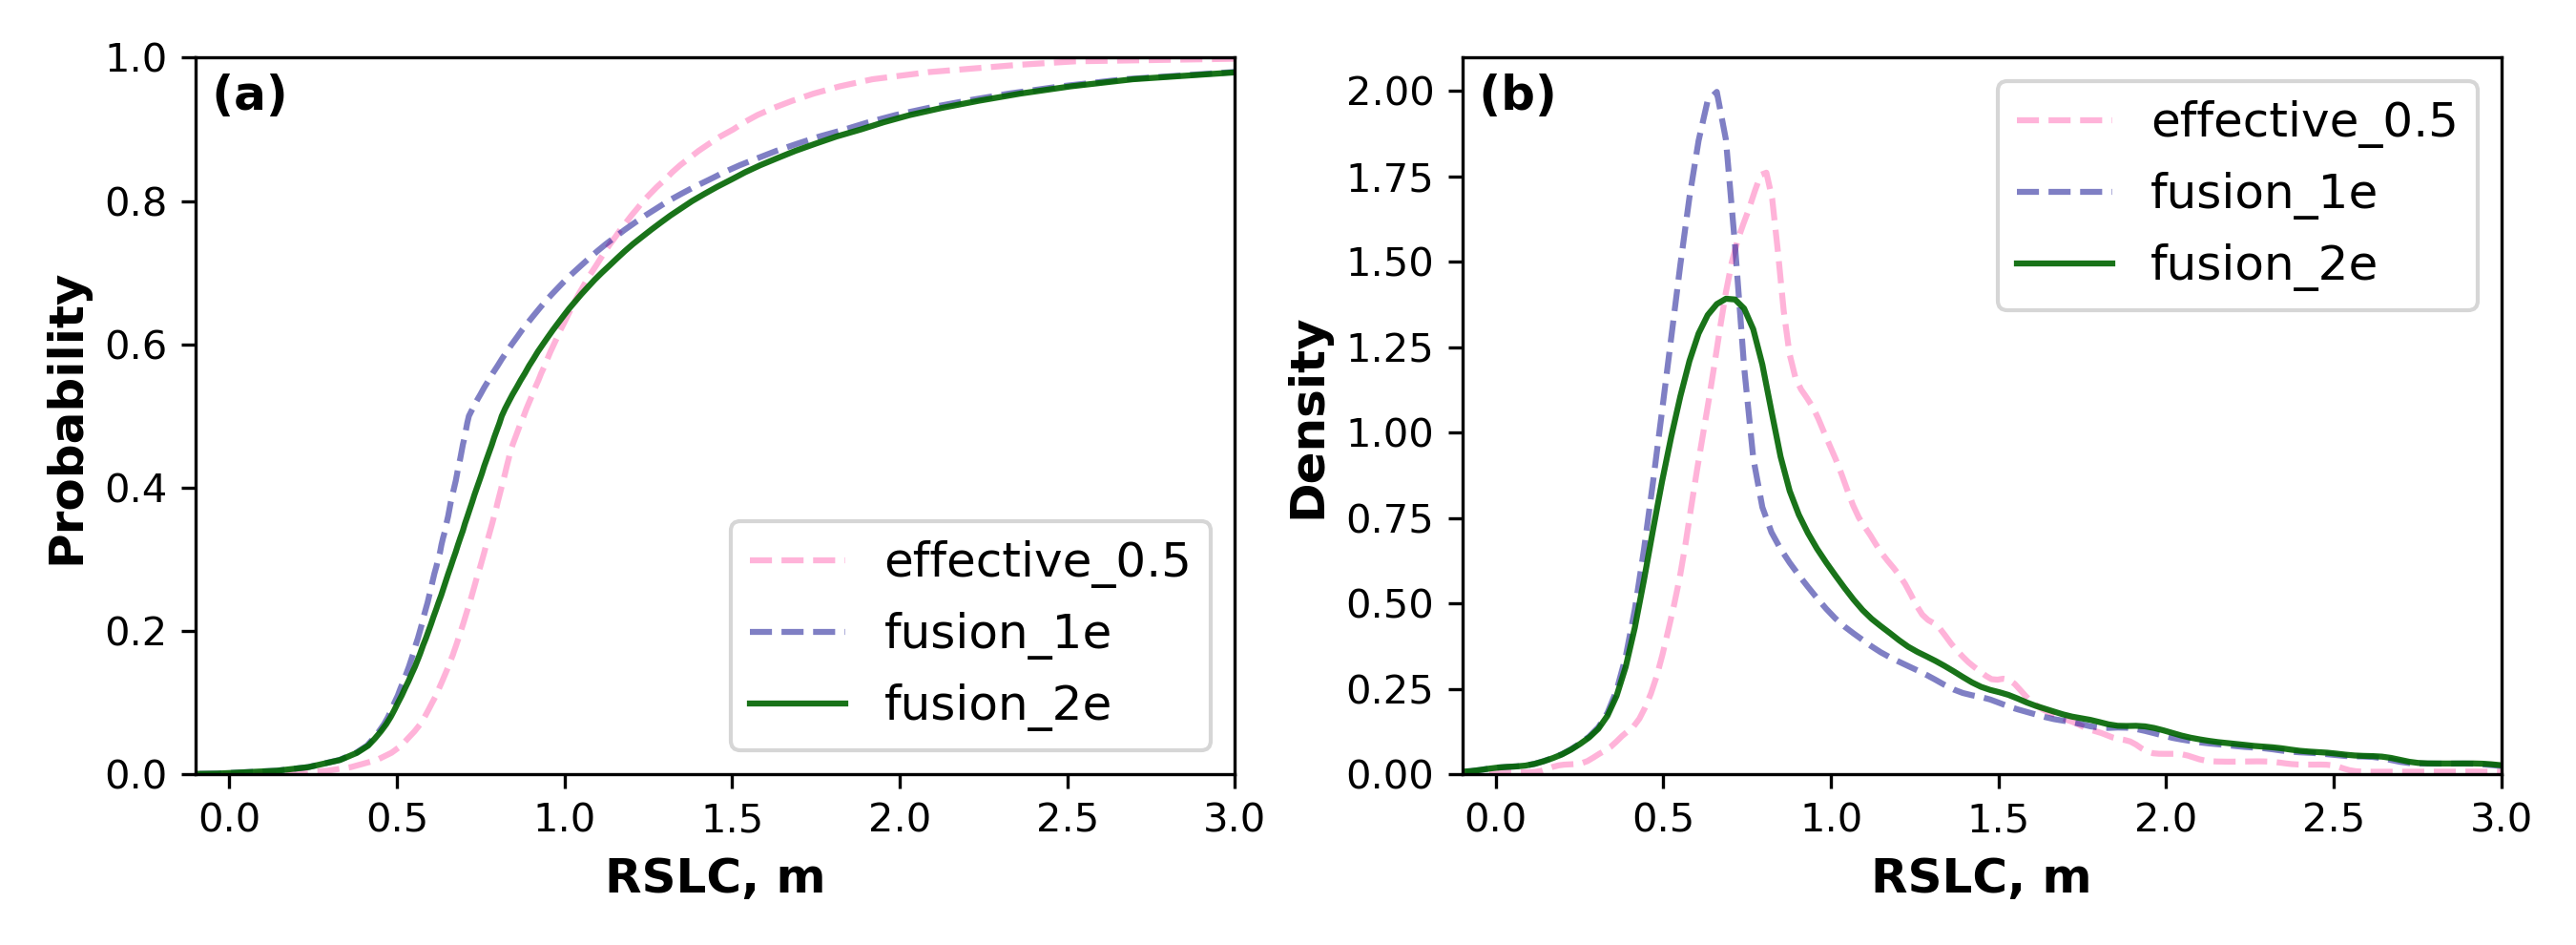 (a)
Probability
1.0
0.8
0.6
0.4
0.2
0.0
effective_0.5
fusion_1e
fusion_2e
0.0 0.5 1.0 1.5 2.0 2.5 3.0
RSLC, m
(b)
Density
2.00
1.75
1.50
1.25
1.00
0.75
0.50
0.25
0.00
effective_0.5
fusion_1e
fusion_2e
0.0 0.5 1.0 1.5 2.0 2.5 3.0
RSLC, m